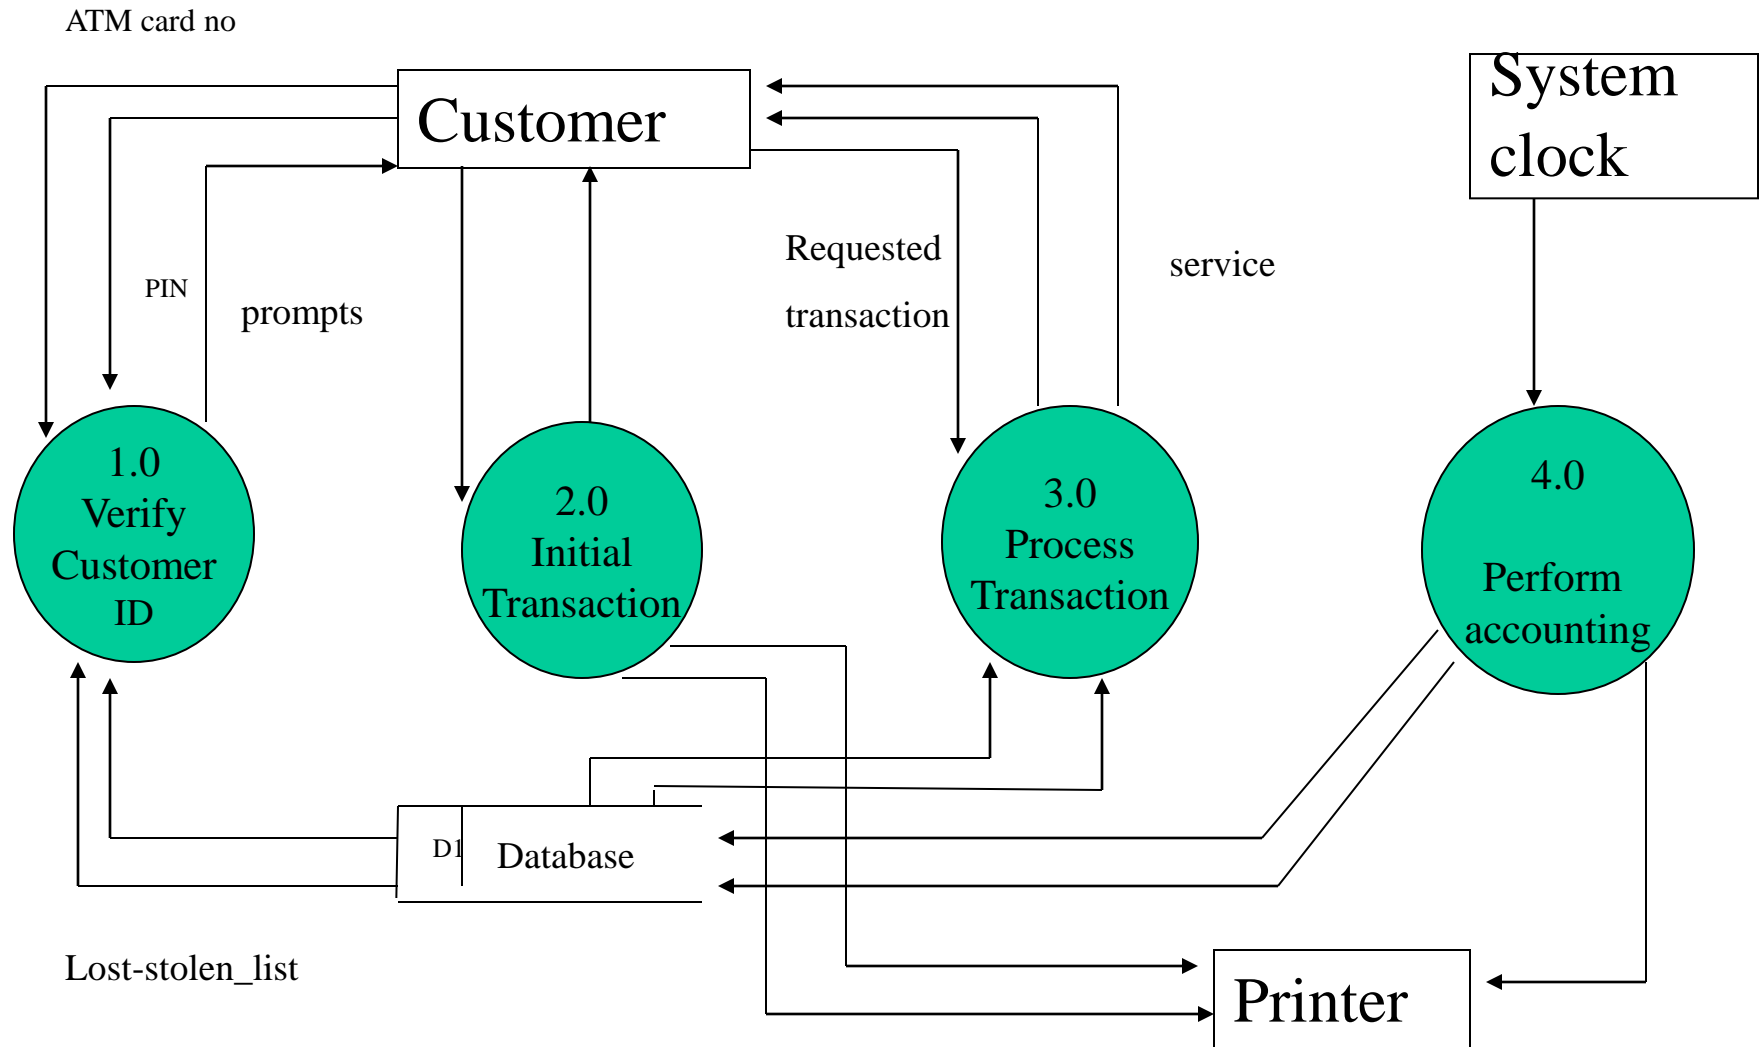 ATM card no
Customer
System
clock
PIN
prompts
Requested
transaction
service
1.0
Verify
Customer
ID
2.0
Initial
Transaction
3.0
Process
Transaction
4.0
Perform
accounting
D1
Database
Lost-stolen_list
Printer